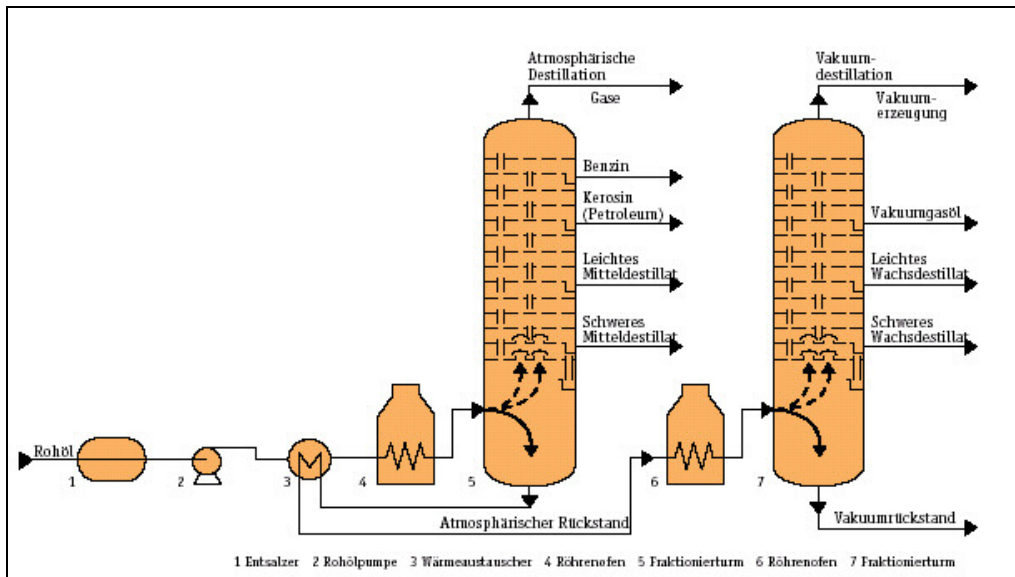 Atmosphärische
Destillation
Gase
Benzin
Kerosin
(Petroleum)
Leichtes
Mitteldestillat
Schweres
Mitteldestillat
Vakuum-
destillation
Vakuum-
erzeugung
Vakuumgasöl
Leichtes
Wachsdestillat
Schweres
Wachsdestillat
Rohöl
1
2
3
4
5
6
7
Atmosphärischer Rückstand
Vakuumrückstand
1 Entsalzer 2 Rohölpumpe 3 Wärmeaustauscher 4 Röhrenofen 5 Fraktionierturm 6 Röhrenofen 7 Fraktionierturm